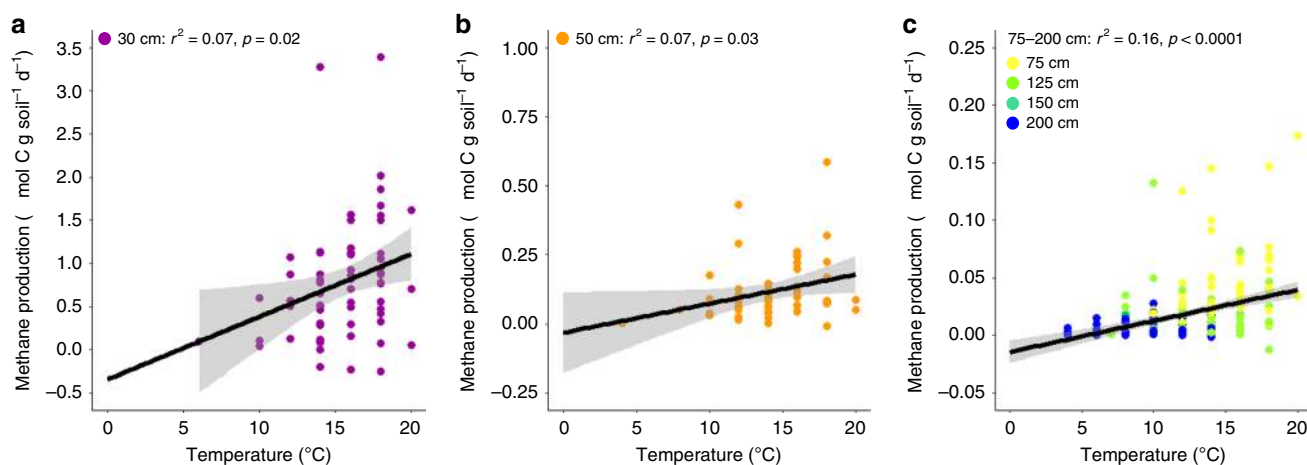 a
30 cm: r² = 0.07, p = 0.02
Methane production ( mol C g soil⁻¹ d⁻¹)
3.5
3.0
2.5
2.0
1.5
1.0
0.5
0.0
–0.5
0 5 10 15 20
Temperature (°C)
b
50 cm: r² = 0.07, p = 0.03
Methane production ( mol C g soil⁻¹ d⁻¹)
1.00
0.75
0.50
0.25
0.00
–0.25
0 5 10 15 20
Temperature (°C)
c
75–200 cm: r² = 0.16, p < 0.0001
75 cm
125 cm
150 cm
200 cm
Methane production ( mol C g soil⁻¹ d⁻¹)
0.25
0.20
0.15
0.10
0.05
0.00
–0.05
0 5 10 15 20
Temperature (°C)